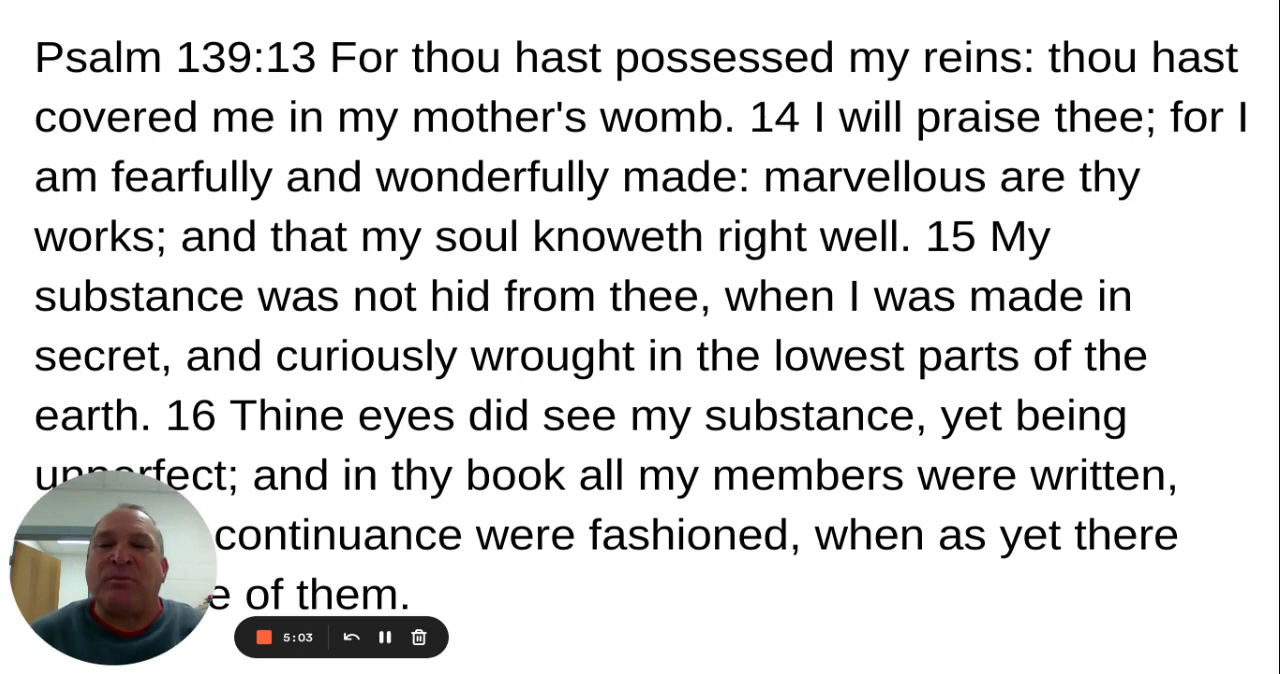 Psalm 139:13 For thou hast possessed my reins: thou hast
covered me in my mother's womb. 14 I will praise thee; for I
am fearfully and wonderfully made: marvellous are thy
works; and that my soul knoweth right well. 15 My
substance was not hid from thee, when I was made in
secret, and curiously wrought in the lowest parts of the
earth. 16 Thine eyes did see my substance, yet being
unperfect; and in thy book all my members were written,
continuance were fashioned, when as yet there
of them.
5:03